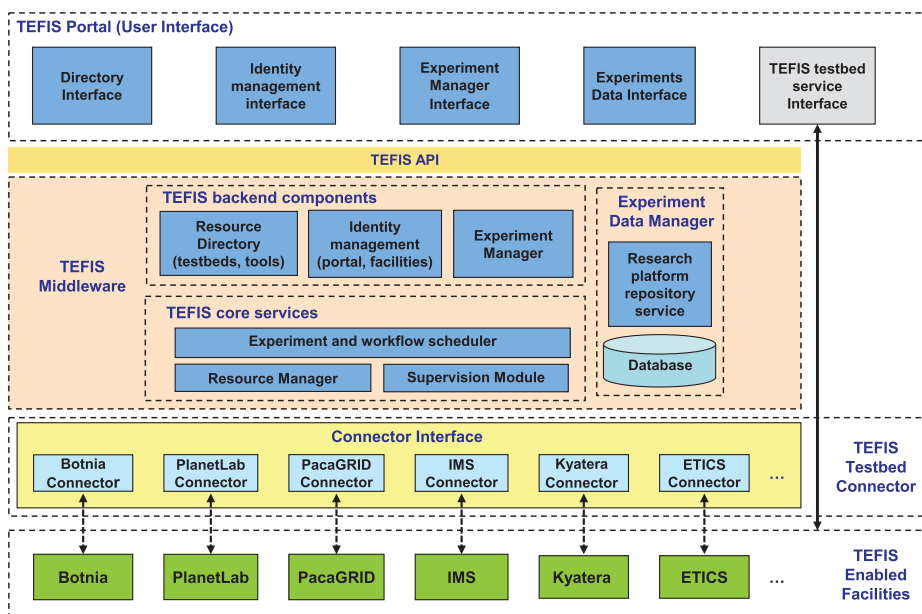 TEFIS Portal (User Interface)
Directory
Interface
Identity
management
interface
Experiment
Manager
Interface
Experiments
Data Interface
TEFIS testbed
service
Interface
TEFIS API
TEFIS
Middleware
TEFIS backend components
Resource
Directory
(testbeds, tools)
Identity
management
(portal, facilities)
Experiment
Manager
Experiment
Data Manager
Research
platform
repository
service
Database
TEFIS core services
Experiment and workflow scheduler
Resource Manager
Supervision Module
Connector Interface
Botnia
Connector
PlanetLab
Connector
PacaGRID
Connector
IMS
Connector
Kyatera
Connector
ETICS
Connector
...
TEFIS
Testbed
Connector
Botnia
PlanetLab
PacaGRID
IMS
Kyatera
ETICS
...
TEFIS
Enabled
Facilities